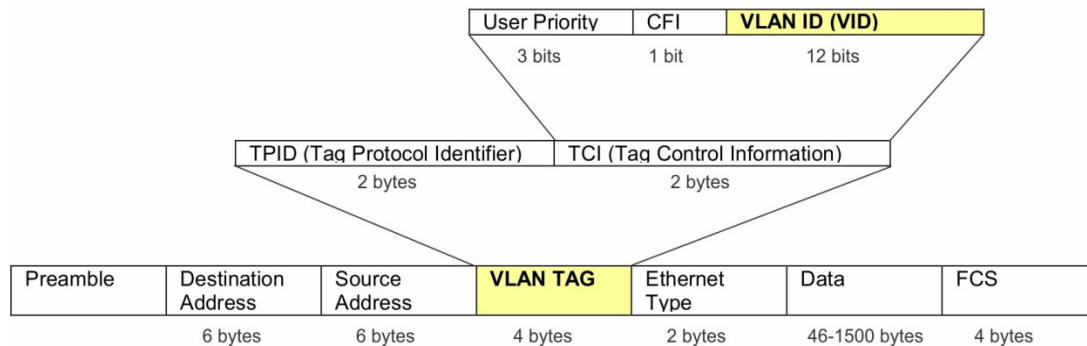 User Priority CFI VLAN ID (VID)
3 bits 1 bit 12 bits
TPID (Tag Protocol Identifier) TCI (Tag Control Information)
2 bytes 2 bytes
Preamble Destination Source VLAN TAG Ethernet Data FCS
Address Address Type
6 bytes 6 bytes 4 bytes 2 bytes 46-1500 bytes 4 bytes